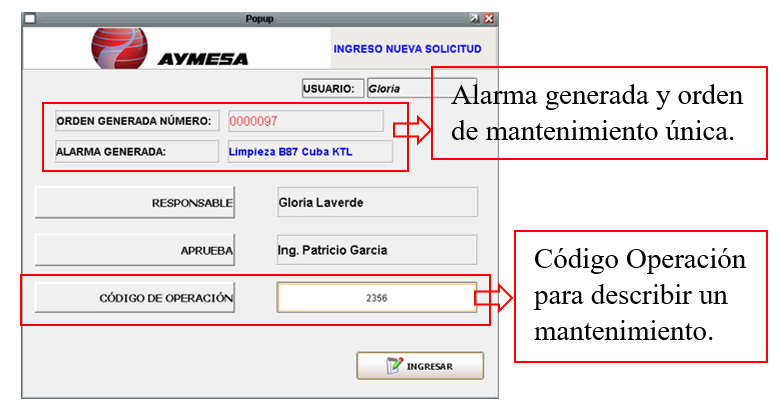 Popup
AYMESA
INGRESO NUEVA SOLICITUD
USUARIO: Gloria
ORDEN GENERADA NÚMERO: 0000097
ALARMA GENERADA: Limpieza B87 Cuba KTL
Alarma generada y orden
de mantenimiento única.
RESPONSABLE Gloria Laverde
APRUEBA Ing. Patricio Garcia
CÓDIGO DE OPERACIÓN 2356
Código Operación
para describir un
mantenimiento.
INGRESAR